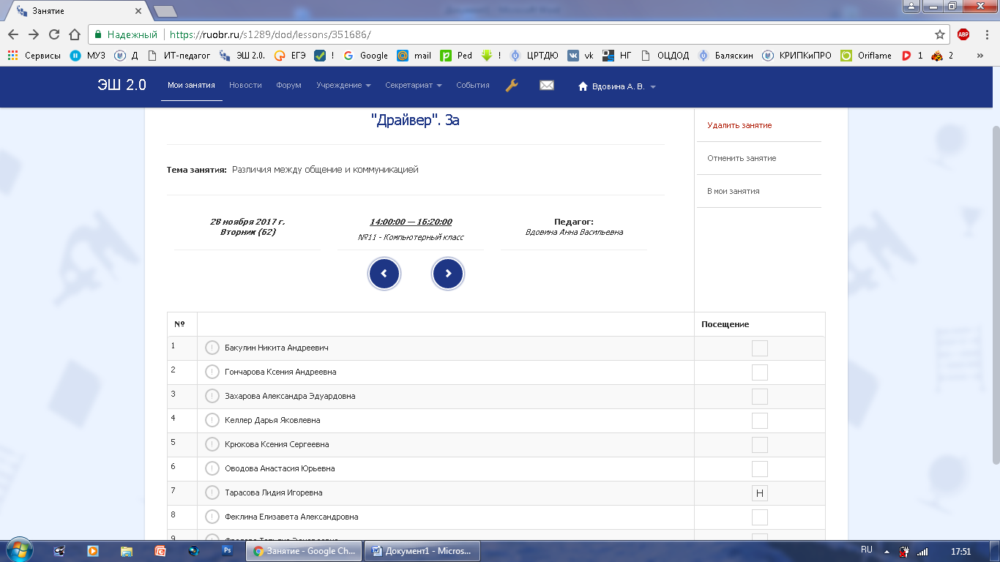 Занятие
Надежный https://ruobr.ru/s1289/dod/lessons/351686/
ABP
Сервисы МУЗ Д ИТ-педагог ЭШ 2.0. ЕГЭ ! Google mail Ped ! ЦРТДЮ vk НГ ОЦДОД Баляскин КРИПКиПРО Oriflame 1 2 »
ЭШ 2.0 Мои занятия Новости Форум Учреждение Секретариат События Вдовина А. В.
"Драйвер". За
Удалить занятие
Отменить занятие
В мои занятия
Тема занятия: Различия между общение и коммуникацией
28 ноября 2017 г.
Вторник (Б2)
14:00:00 — 16:20:00
№11 - Компьютерный класс
Педагог:
Вдовина Анна Васильевна
№ Посещение
1 Бакулин Никита Андреевич
2 Гончарова Ксения Андреевна
3 Захарова Александра Эдуардовна
4 Келлер Дарья Яковлевна
5 Крюкова Ксения Сергеевна
6 Оводова Анастасия Юрьевна
7 Тарасова Лидия Игоревна Н
8 Феклина Елизавета Александровна
9
Занятие - Google Ch... Документ1 - Micros... RU 17:51